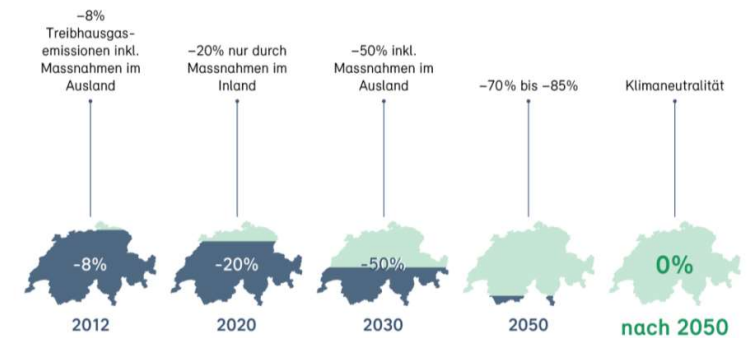 −8%
Treibhausgas-
emissionen inkl.
Massnahmen im
Ausland
−20% nur durch
Massnahmen im
Inland
−50% inkl.
Massnahmen im
Ausland
−70% bis −85%
Klimaneutralität
-8%
-20%
-50%
0%
2012
2020
2030
2050
nach 2050